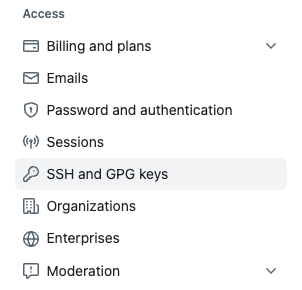 Access
Billing and plans
Emails
Password and authentication
Sessions
SSH and GPG keys
Organizations
Enterprises
Moderation